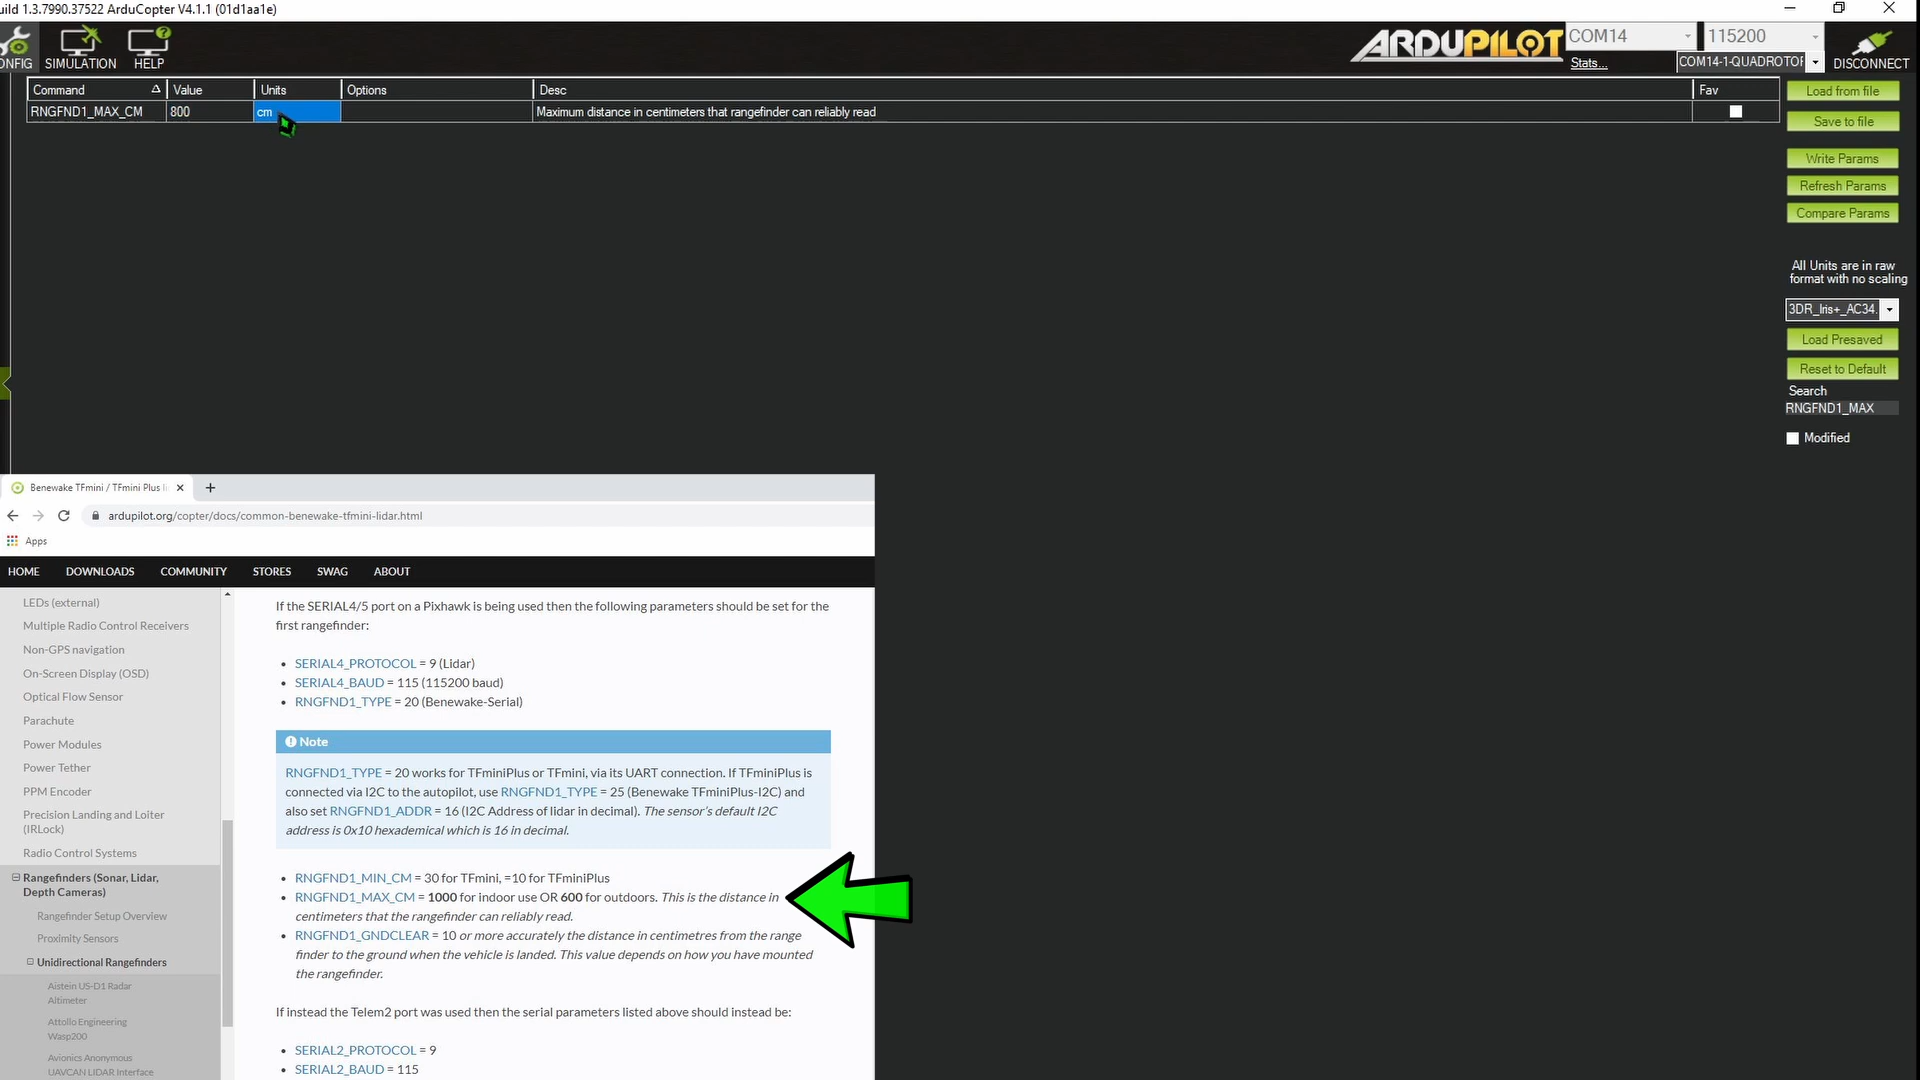 uild 1.3.7990.37522 ArduCopter V4.1.1 (01d1aa1e)
ONFIG SIMULATION HELP
ARDUPILOT
COM14 115200
Stats... COM14-1-QUADROTOR DISCONNECT
Command Value Units Options Desc Fav
RNGFND1_MAX_CM 800 cm Maximum distance in centimeters that rangefinder can reliably read
Load from file
Save to file
Write Params
Refresh Params
Compare Params
All Units are in raw
format with no scaling
3DR_Iris+_AC34.
Load Presaved
Reset to Default
Search
RNGFND1_MAX
Modified
Benewake TFmini / TFmini Plus li
ardupilot.org/copter/docs/common-benewake-tfmini-lidar.html
Apps
HOME DOWNLOADS COMMUNITY STORES SWAG ABOUT
LEDs (external)
Multiple Radio Control Receivers
Non-GPS navigation
On-Screen Display (OSD)
Optical Flow Sensor
Parachute
Power Modules
Power Tether
PPM Encoder
Precision Landing and Loiter
(IRLock)
Radio Control Systems
Rangefinders (Sonar, Lidar,
Depth Cameras)
Rangefinder Setup Overview
Proximity Sensors
Unidirectional Rangefinders
Aistein US-D1 Radar
Altimeter
Attollo Engineering
Wasp200
Avionics Anonymous
UAVCAN LIDAR Interface
If the SERIAL4/5 port on a Pixhawk is being used then the following parameters should be set for the
first rangefinder:
• SERIAL4_PROTOCOL = 9 (Lidar)
• SERIAL4_BAUD = 115 (115200 baud)
• RNGFND1_TYPE = 20 (Benewake-Serial)
Note
RNGFND1_TYPE = 20 works for TFminiPlus or TFmini, via its UART connection. If TFminiPlus is
connected via I2C to the autopilot, use RNGFND1_TYPE = 25 (Benewake TFminiPlus-I2C) and
also set RNGFND1_ADDR = 16 (I2C Address of lidar in decimal). The sensor's default I2C
address is 0x10 hexademical which is 16 in decimal.
• RNGFND1_MIN_CM = 30 for TFmini, =10 for TFminiPlus
• RNGFND1_MAX_CM = 1000 for indoor use OR 600 for outdoors. This is the distance in
centimeters that the rangefinder can reliably read.
• RNGFND1_GNDCLEAR = 10 or more accurately the distance in centimetres from the range
finder to the ground when the vehicle is landed. This value depends on how you have mounted
the rangefinder.
If instead the Telem2 port was used then the serial parameters listed above should instead be:
• SERIAL2_PROTOCOL = 9
• SERIAL2_BAUD = 115